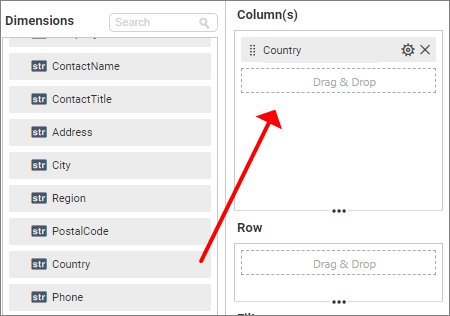 Dimensions
Search
str ContactName
str ContactTitle
str Address
str City
str Region
str PostalCode
str Country
str Phone
Column(s)
Country
Drag & Drop
Row
Drag & Drop